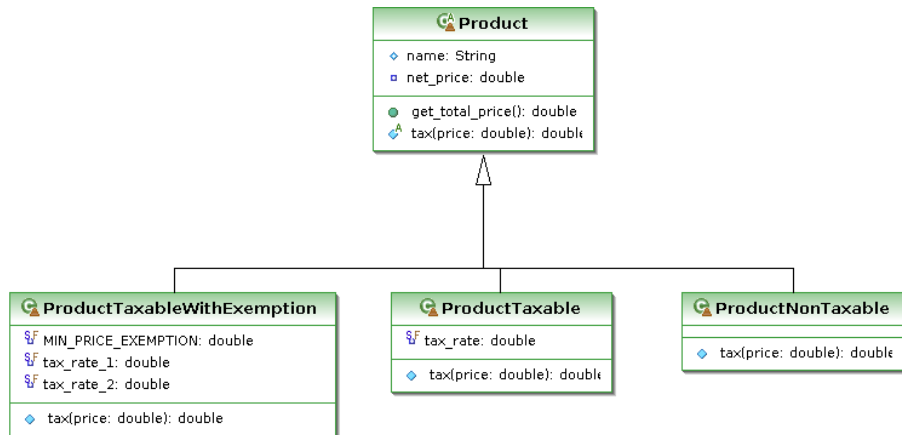 Product
name: String
net_price: double
get_total_price(): double
tax(price: double): double
ProductTaxableWithExemption
MIN_PRICE_EXEMPTION: double
tax_rate_1: double
tax_rate_2: double
tax(price: double): double
ProductTaxable
tax_rate: double
tax(price: double): double
ProductNonTaxable
tax(price: double): double